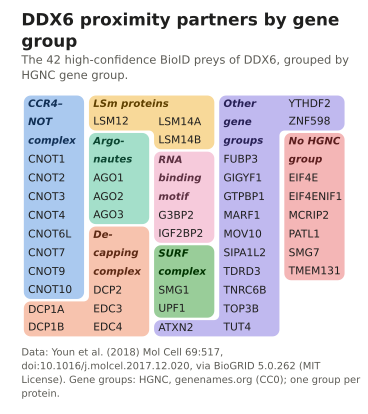 DDX6 proximity partners by gene
group
The 42 high-confidence BioID preys of DDX6, grouped by
HGNC gene group.
CCR4–
NOT
complex
CNOT1
CNOT2
CNOT3
CNOT4
CNOT6L
CNOT7
CNOT9
CNOT10
LSm proteins
LSM12
LSM14A
LSM14B
Argo-
nautes
AGO1
AGO2
AGO3
De-
capping
complex
DCP2
EDC3
EDC4
DCP1A
DCP1B
RNA
binding
motif
G3BP2
IGF2BP2
SURF
complex
SMG1
UPF1
Other
gene
groups
FUBP3
GIGYF1
GTPBP1
MARF1
MOV10
SIPA1L2
TDRD3
TNRC6B
TOP3B
TUT4
ATXN2
YTHDF2
ZNF598
No HGNC
group
EIF4E
EIF4ENIF1
MCRIP2
PATL1
SMG7
TMEM131
Data: Youn et al. (2018) Mol Cell 69:517,
doi:10.1016/j.molcel.2017.12.020, via BioGRID 5.0.262 (MIT
License). Gene groups: HGNC, genenames.org (CC0); one group per
protein.